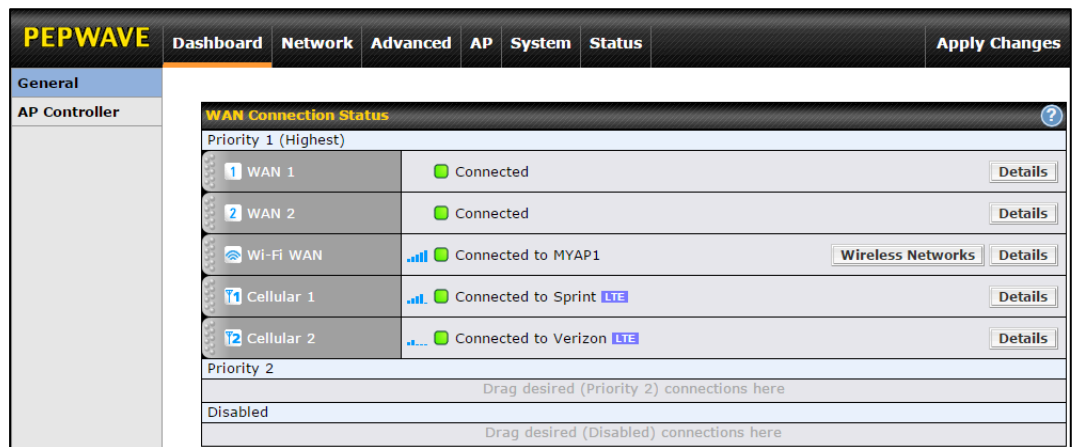 PEPWAVE Dashboard Network Advanced AP System Status Apply Changes
General
AP Controller
WAN Connection Status ?
Priority 1 (Highest)
1 WAN 1 Connected Details
2 WAN 2 Connected Details
Wi-Fi WAN Connected to MYAP1 Wireless Networks Details
1 Cellular 1 Connected to Sprint LTE Details
2 Cellular 2 Connected to Verizon LTE Details
Priority 2
Drag desired (Priority 2) connections here
Disabled
Drag desired (Disabled) connections here